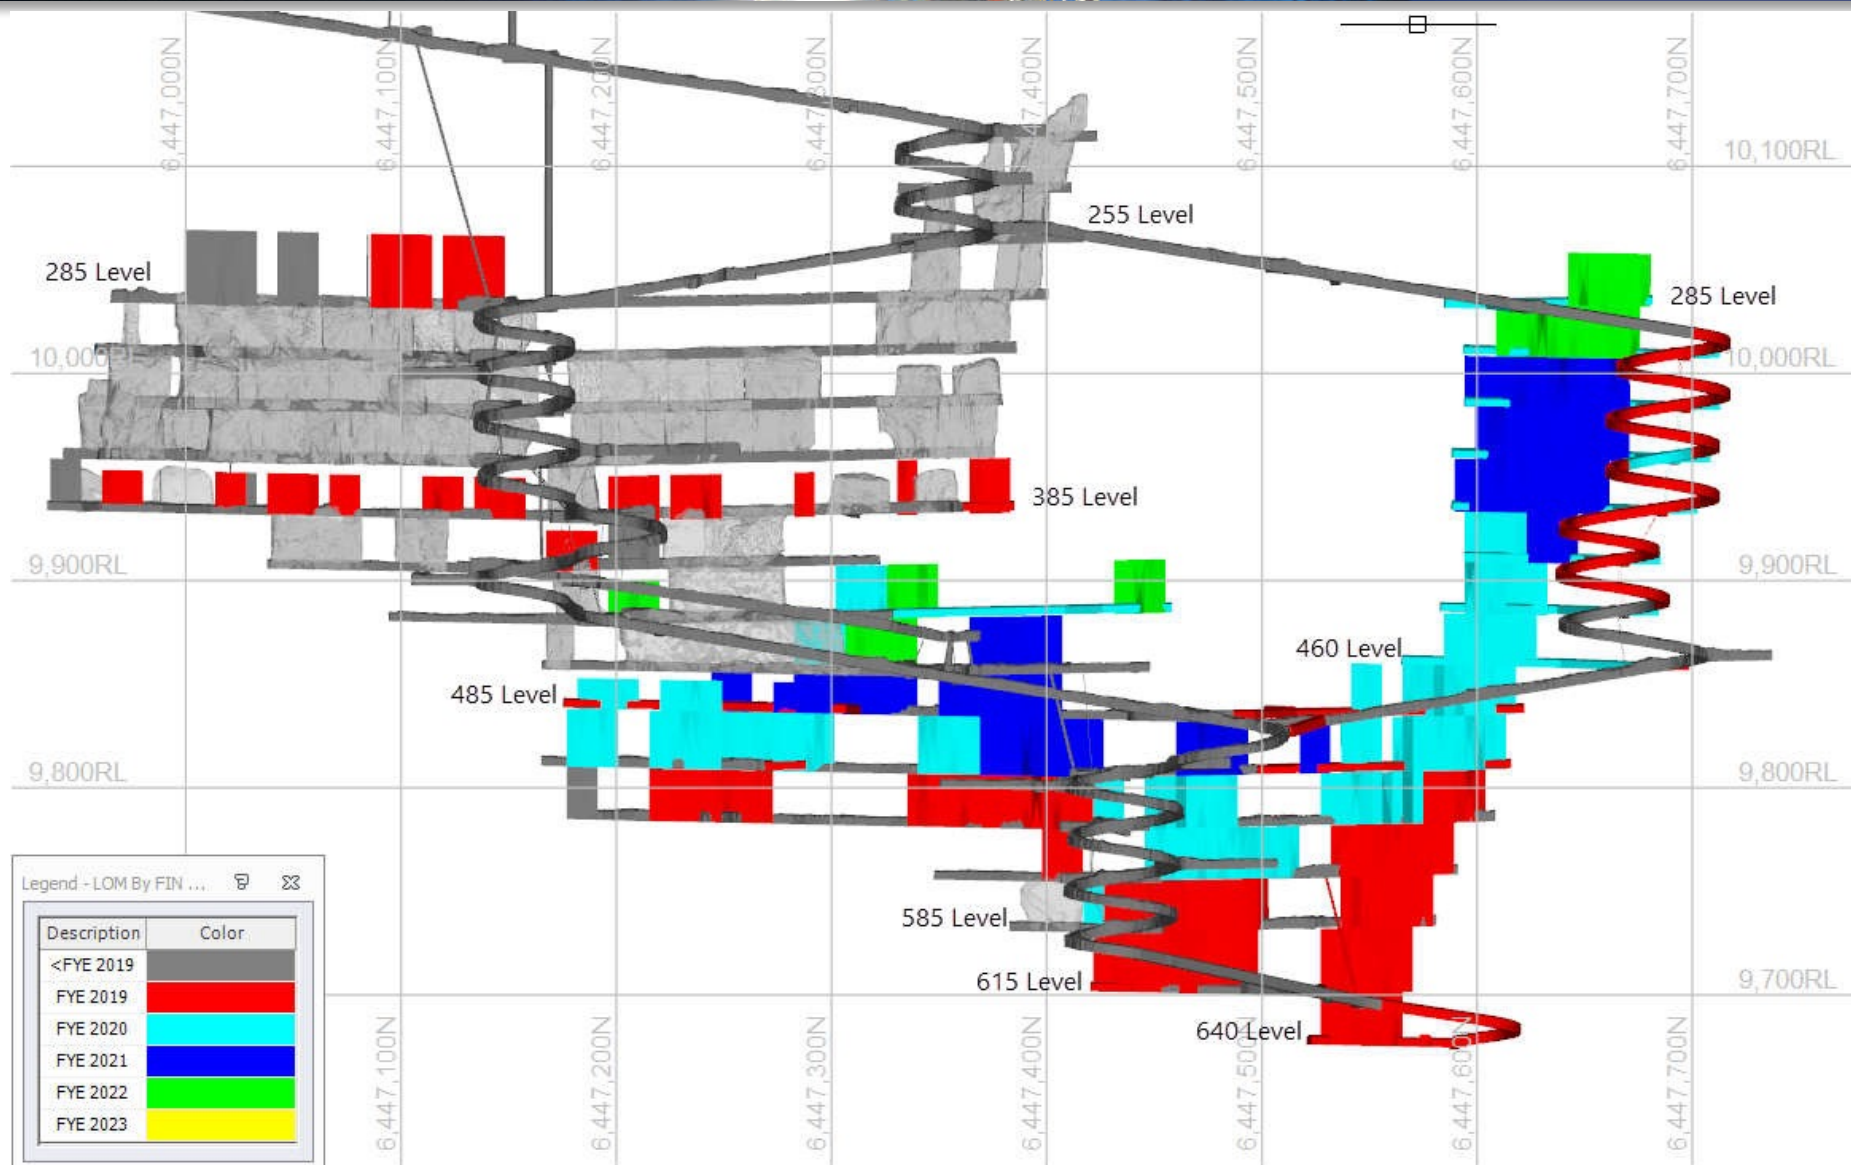 6,447,000N
6,447,100N
6,447,200N
6,447,300N
6,447,400N
6,447,500N
6,447,600N
6,447,700N
10,100RL
255 Level
285 Level
285 Level
10,000RL
10,000RL
385 Level
9,900RL
9,900RL
460 Level
485 Level
9,800RL
9,800RL
585 Level
615 Level
9,700RL
640 Level
Legend - LOM By FIN ...
Description Color
<FYE 2019
FYE 2019
FYE 2020
FYE 2021
FYE 2022
FYE 2023
6,447,100N
6,447,200N
6,447,300N
6,447,400N
6,447,500N
6,447,600N
6,447,700N